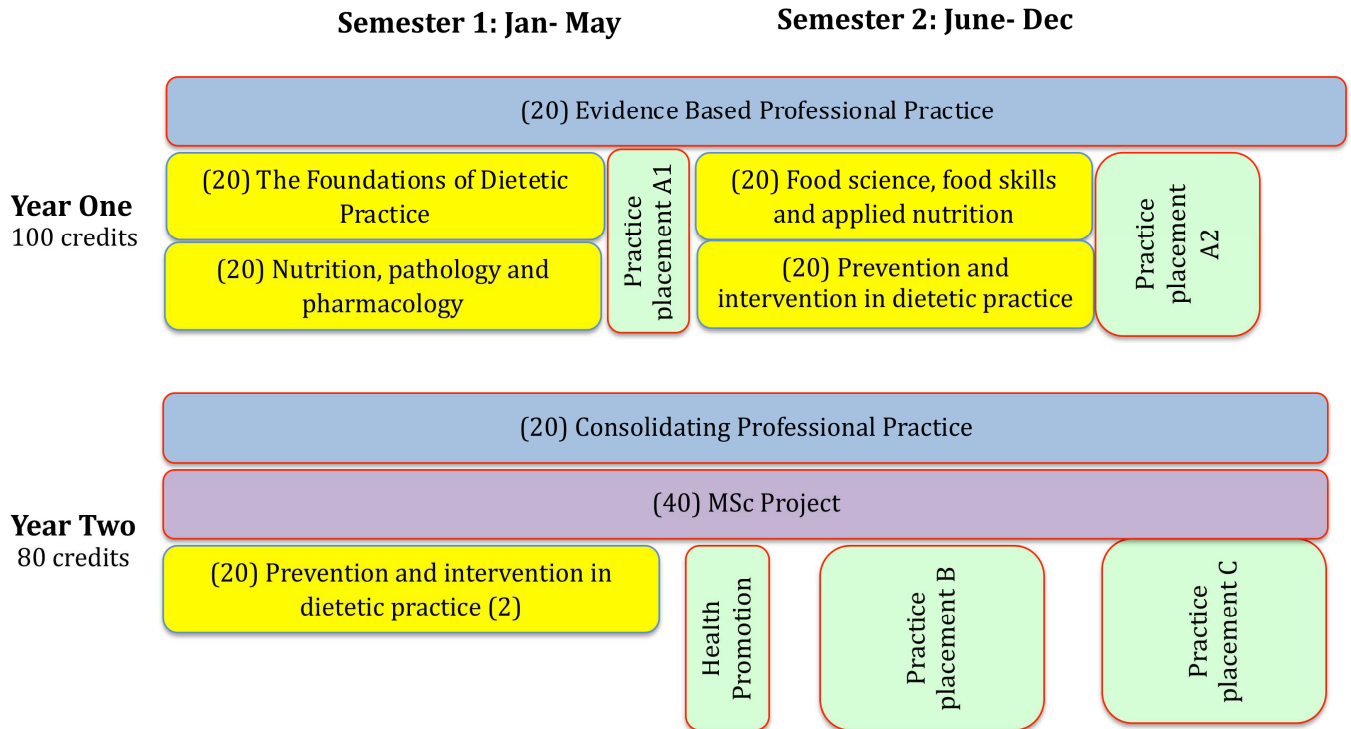 Semester 1: Jan- May
Semester 2: June- Dec
(20) Evidence Based Professional Practice
Year One
100 credits
(20) The Foundations of Dietetic
Practice
(20) Nutrition, pathology and
pharmacology
Practice
placement A1
(20) Food science, food skills
and applied nutrition
(20) Prevention and
intervention in dietetic practice
Practice
placement
A2
(20) Consolidating Professional Practice
(40) MSc Project
Year Two
80 credits
(20) Prevention and intervention in
dietetic practice (2)
Health
Promotion
Practice
placement B
Practice
placement C